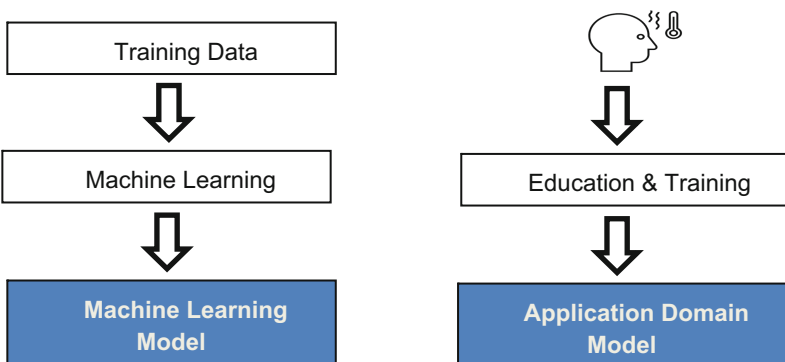 Training Data
Machine Learning
Machine Learning
Model
Education & Training
Application Domain
Model